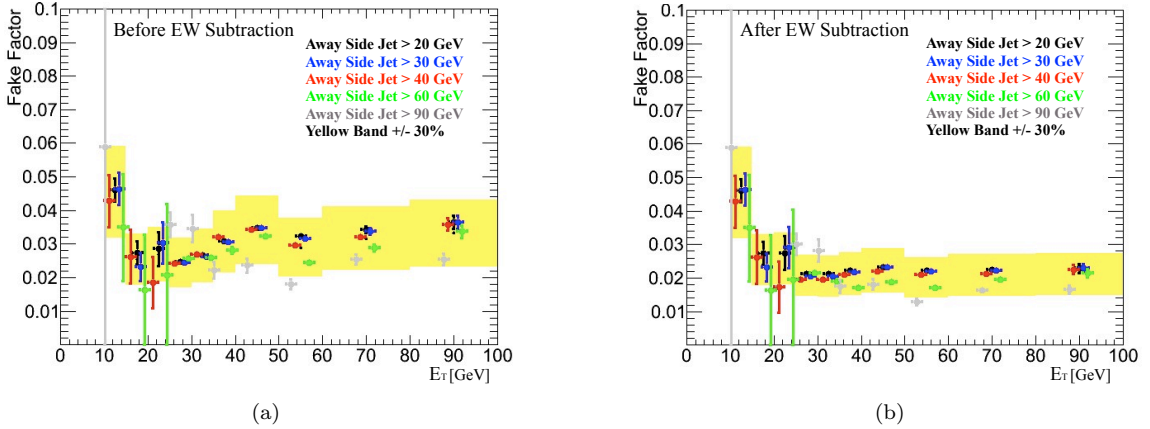 Before EW Subtraction
Away Side Jet > 20 GeV
Away Side Jet > 30 GeV
Away Side Jet > 40 GeV
Away Side Jet > 60 GeV
Away Side Jet > 90 GeV
Yellow Band +/- 30%
Fake Factor
0.1
0.09
0.08
0.07
0.06
0.05
0.04
0.03
0.02
0.01
0 10 20 30 40 50 60 70 80 90 100
ET [GeV]
(a)
After EW Subtraction
Away Side Jet > 20 GeV
Away Side Jet > 30 GeV
Away Side Jet > 40 GeV
Away Side Jet > 60 GeV
Away Side Jet > 90 GeV
Yellow Band +/- 30%
Fake Factor
0.1
0.09
0.08
0.07
0.06
0.05
0.04
0.03
0.02
0.01
0 10 20 30 40 50 60 70 80 90 100
ET [GeV]
(b)